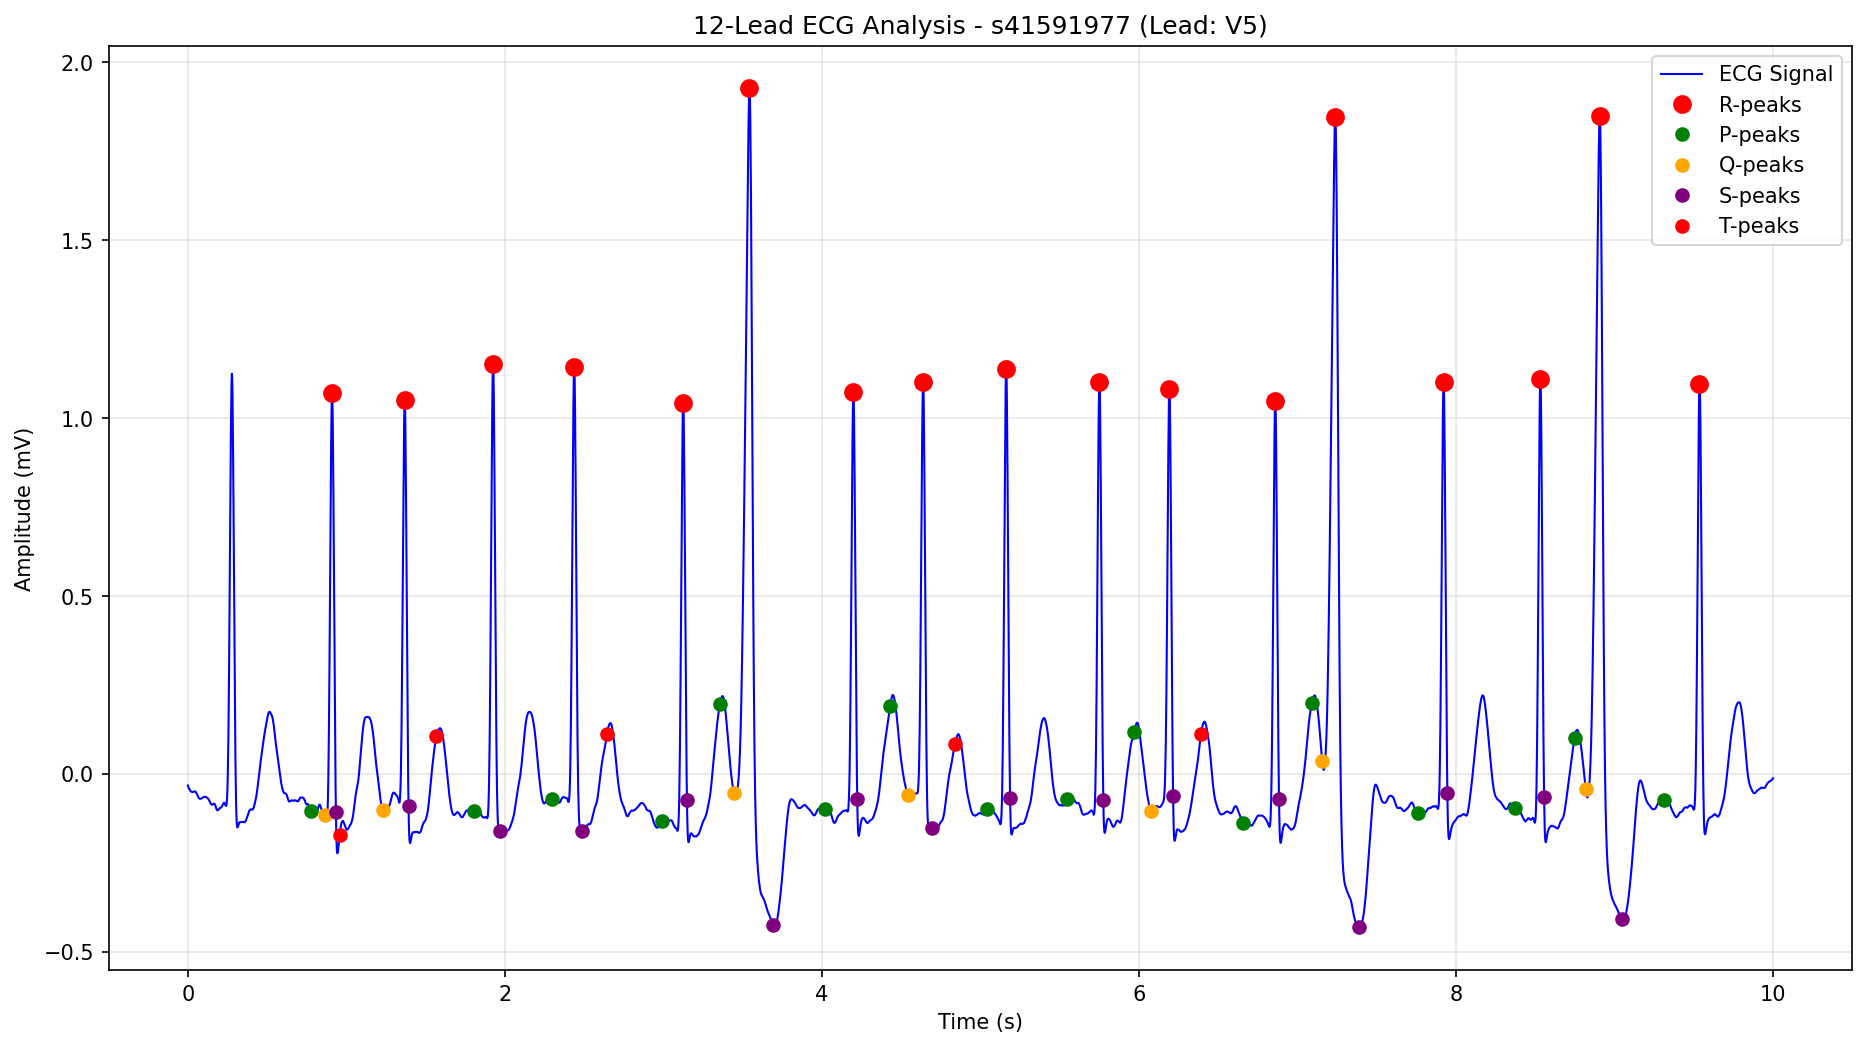 12-Lead ECG Analysis - s41591977 (Lead: V5)
ECG Signal
R-peaks
P-peaks
Q-peaks
S-peaks
T-peaks
Amplitude (mV)
2.0
1.5
1.0
0.5
0.0
−0.5
0 2 4 6 8 10
Time (s)